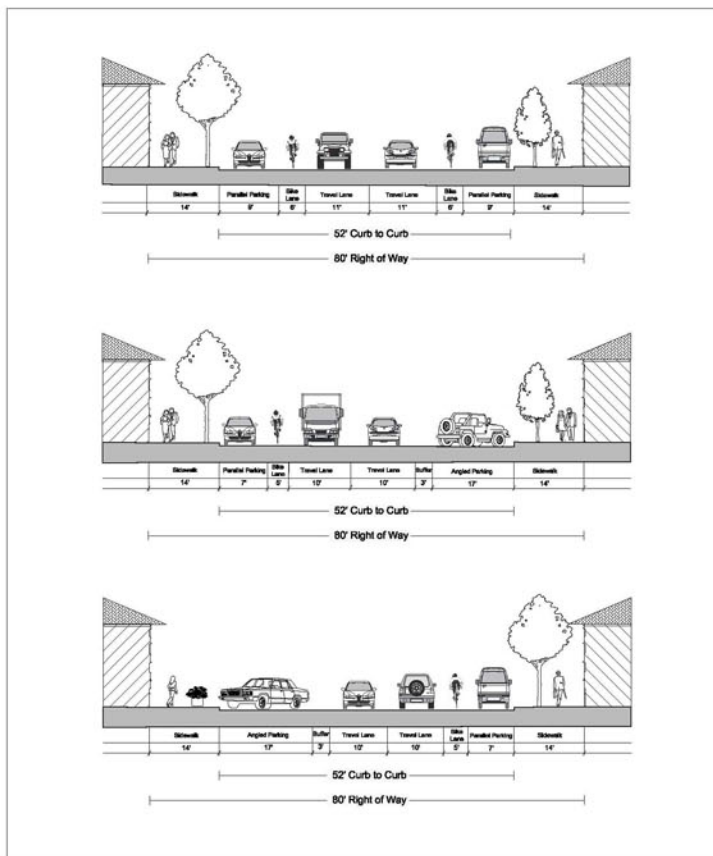 Sidewalk Parallel Parking Bike Lane Travel Lane Travel Lane Bike Lane Parallel Parking Sidewalk
14' 9' 6' 11' 11' 6' 9' 14'
52' Curb to Curb
80' Right of Way
Sidewalk Parallel Parking Bike Lane Travel Lane Travel Lane Buffer Angled Parking Sidewalk
14' 7' 5' 10' 10' 3' 17' 14'
52' Curb to Curb
80' Right of Way
Sidewalk Angled Parking Buffer Travel Lane Travel Lane Bike Lane Parallel Parking Sidewalk
14' 17' 3' 10' 10' 5' 7' 14'
52' Curb to Curb
80' Right of Way